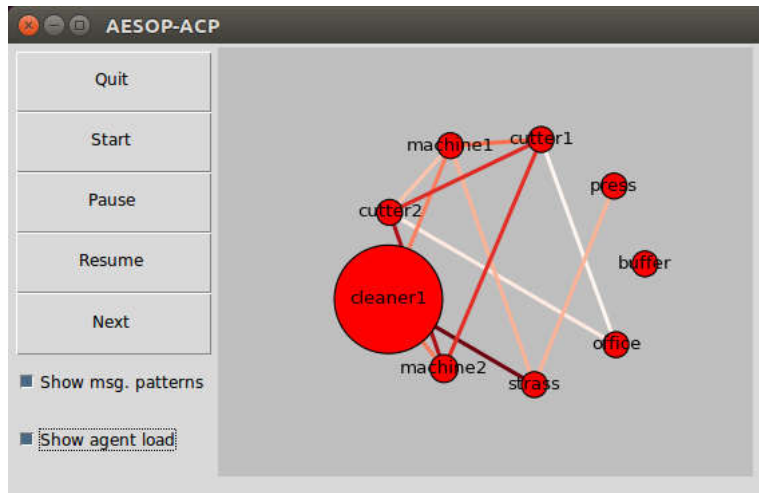 AESOP-ACP
Quit
Start
Pause
Resume
Next
Show msg. patterns
Show agent load
machine1
cutter1
press
cutter2
buffer
cleaner1
office
machine2
strass